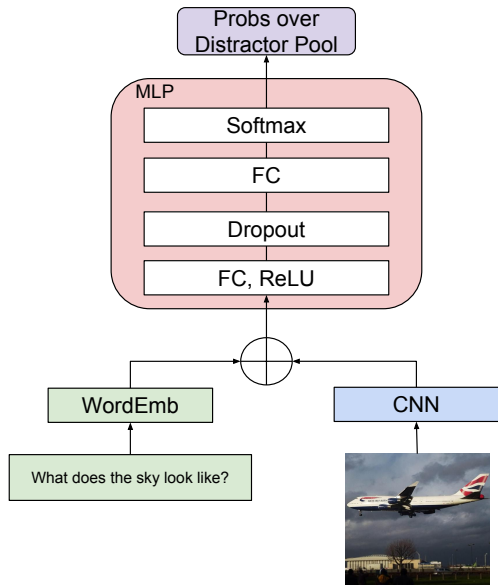 Probs over
Distractor Pool
MLP
Softmax
FC
Dropout
FC, ReLU
WordEmb
CNN
What does the sky look like?